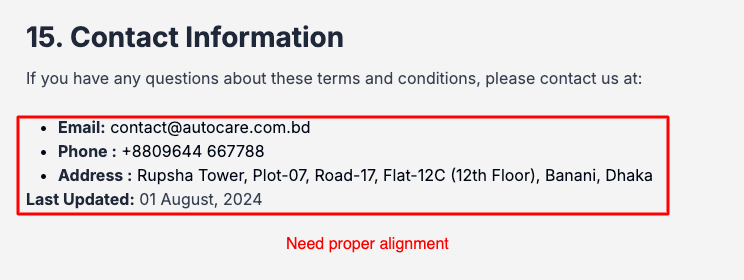 15. Contact Information
If you have any questions about these terms and conditions, please contact us at:
• Email: contact@autocare.com.bd
• Phone : +8809644 667788
• Address : Rupsha Tower, Plot-07, Road-17, Flat-12C (12th Floor), Banani, Dhaka
Last Updated: 01 August, 2024
Need proper alignment